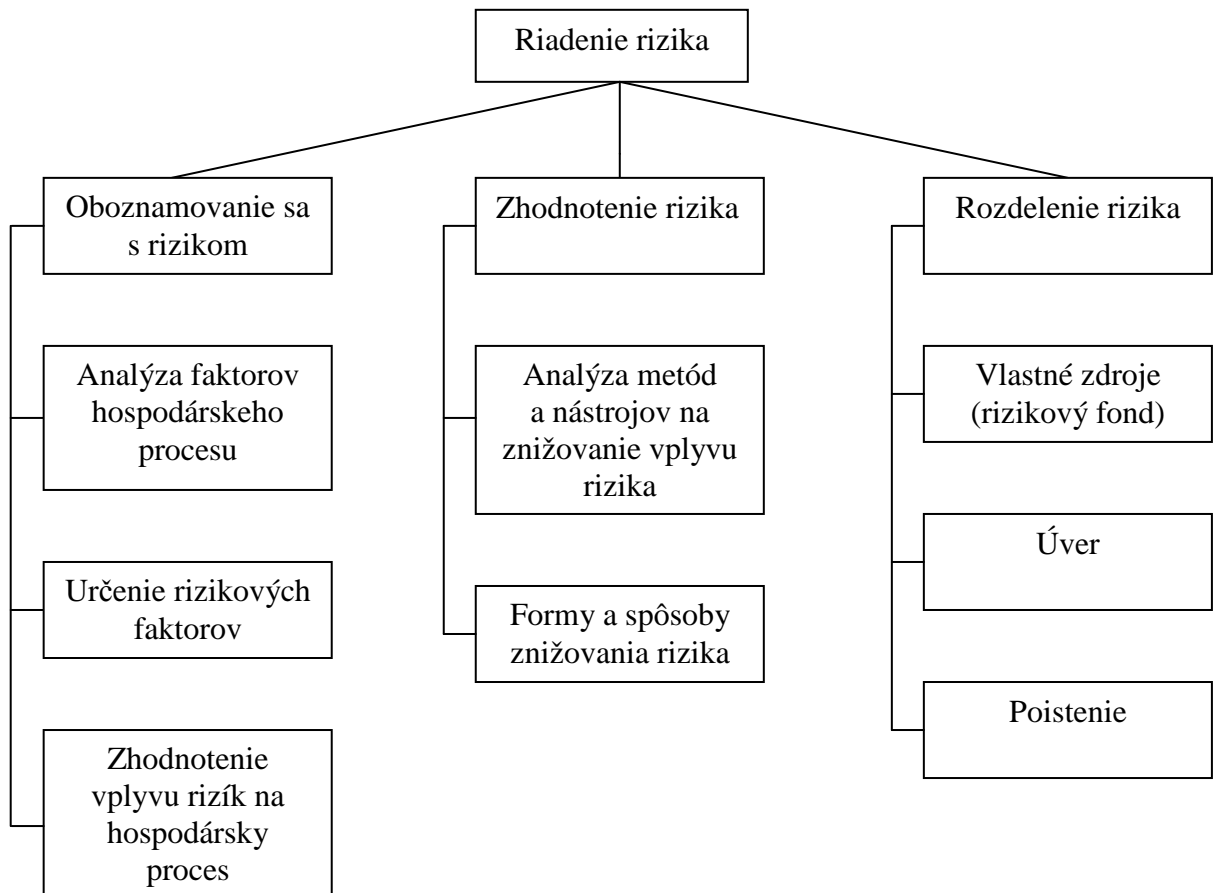 Riadenie rizika
Oboznamovanie sa
s rizikom
Analýza faktorov
hospodárskeho
procesu
Určenie rizikových
faktorov
Zhodnotenie
vplyvu rizík na
hospodársky
proces
Zhodnotenie rizika
Analýza metód
a nástrojov na
znižovanie vplyvu
rizika
Formy a spôsoby
znižovania rizika
Rozdelenie rizika
Vlastné zdroje
(rizikový fond)
Úver
Poistenie